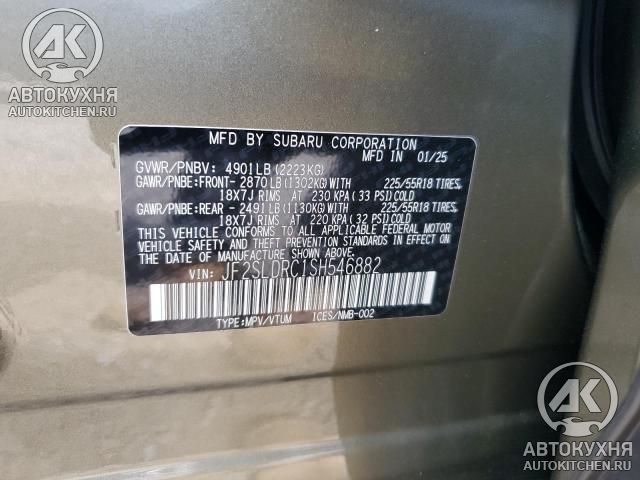 AK
АВТОКУХНЯ
AUTOKITCHEN.RU
MFD BY SUBARU CORPORATION
MFD IN 01/25
GVWR/PNBV: 4901LB (2223KG)
GAWR/PNBE:FRONT- 2870LB (1302KG) WITH 225/55R18 TIRES,
18X7J RIMS AT 230 KPA (33 PSI) COLD
GAWR/PNBE:REAR - 2491LB (1130KG) WITH 225/55R18 TIRES,
18X7J RIMS AT 220 KPA (32 PSI) COLD
THIS VEHICLE CONFORMS TO ALL APPLICABLE FEDERAL MOTOR
VEHICLE SAFETY AND THEFT PREVENTION STANDARDS IN EFFECT
ON THE DATE OF MANUFACTURE SHOWN ABOVE.
VIN: JF2SLDRC1SH546882
TYPE:MPV/VTUM ICES/NMB-002
AK
АВТОКУХНЯ
AUTOKITCHEN.RU